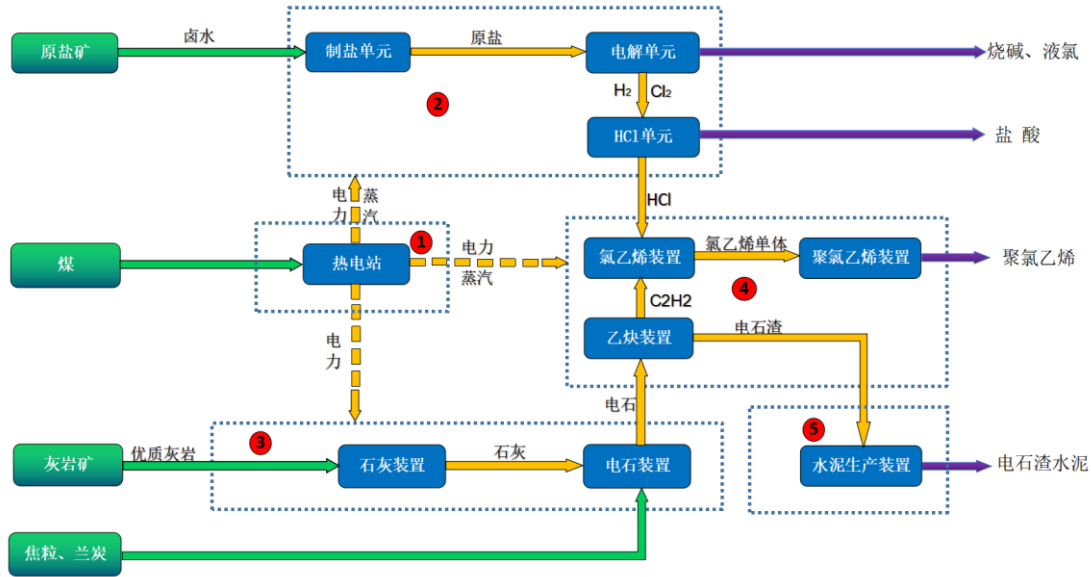 原盐矿
卤水
制盐单元
原盐
电解单元
烧碱、液氯
H₂
Cl₂
2
HCl单元
盐 酸
电力
蒸汽
HCl
煤
热电站
1
电力
蒸汽
氯乙烯装置
氯乙烯单体
聚氯乙烯装置
聚氯乙烯
4
C2H2
乙炔装置
电石渣
电力
电石
灰岩矿
优质灰岩
3
石灰装置
石灰
电石装置
5
水泥生产装置
电石渣水泥
焦粒、兰炭